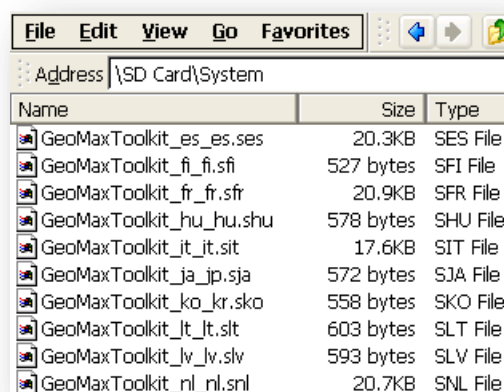 File Edit View Go Favorites
Address \SD Card\System
Name Size Type
GeoMaxToolkit_es_es.ses 20.3KB SES File
GeoMaxToolkit_fi_fi.sfi 527 bytes SFI File
GeoMaxToolkit_fr_fr.sfr 20.9KB SFR File
GeoMaxToolkit_hu_hu.shu 578 bytes SHU File
GeoMaxToolkit_it_it.sit 17.6KB SIT File
GeoMaxToolkit_ja_jp.sja 572 bytes SJA File
GeoMaxToolkit_ko_kr.sko 558 bytes SKO File
GeoMaxToolkit_lt_lt.slt 603 bytes SLT File
GeoMaxToolkit_lv_lv.slv 593 bytes SLV File
GeoMaxToolkit_nl_nl.snl 20.7KB SNL File